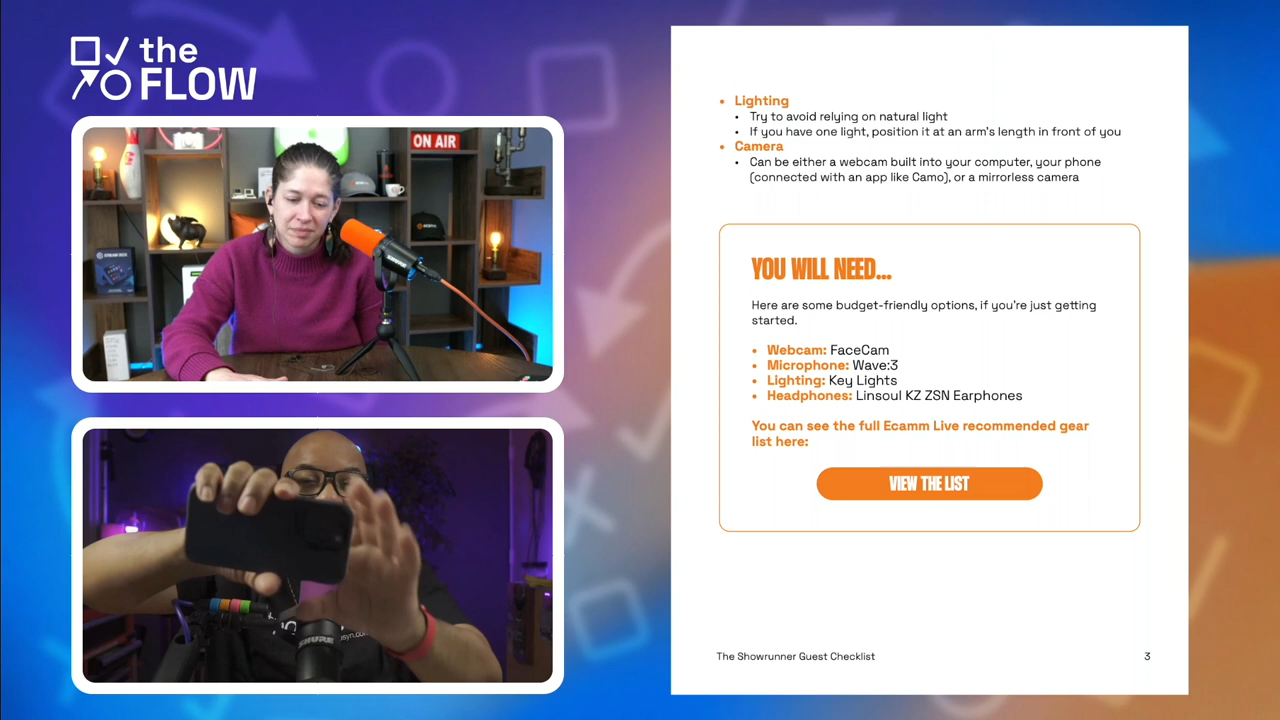 the
FLOW
ON AIR
SHURE
• Lighting
• Try to avoid relying on natural light
• If you have one light, position it at an arm's length in front of you
• Camera
• Can be either a webcam built into your computer, your phone
(connected with an app like Camo), or a mirrorless camera
YOU WILL NEED...
Here are some budget-friendly options, if you're just getting
started.
• Webcam: FaceCam
• Microphone: Wave:3
• Lighting: Key Lights
• Headphones: Linsoul KZ ZSN Earphones
You can see the full Ecamm Live recommended gear
list here:
VIEW THE LIST
The Showrunner Guest Checklist
3